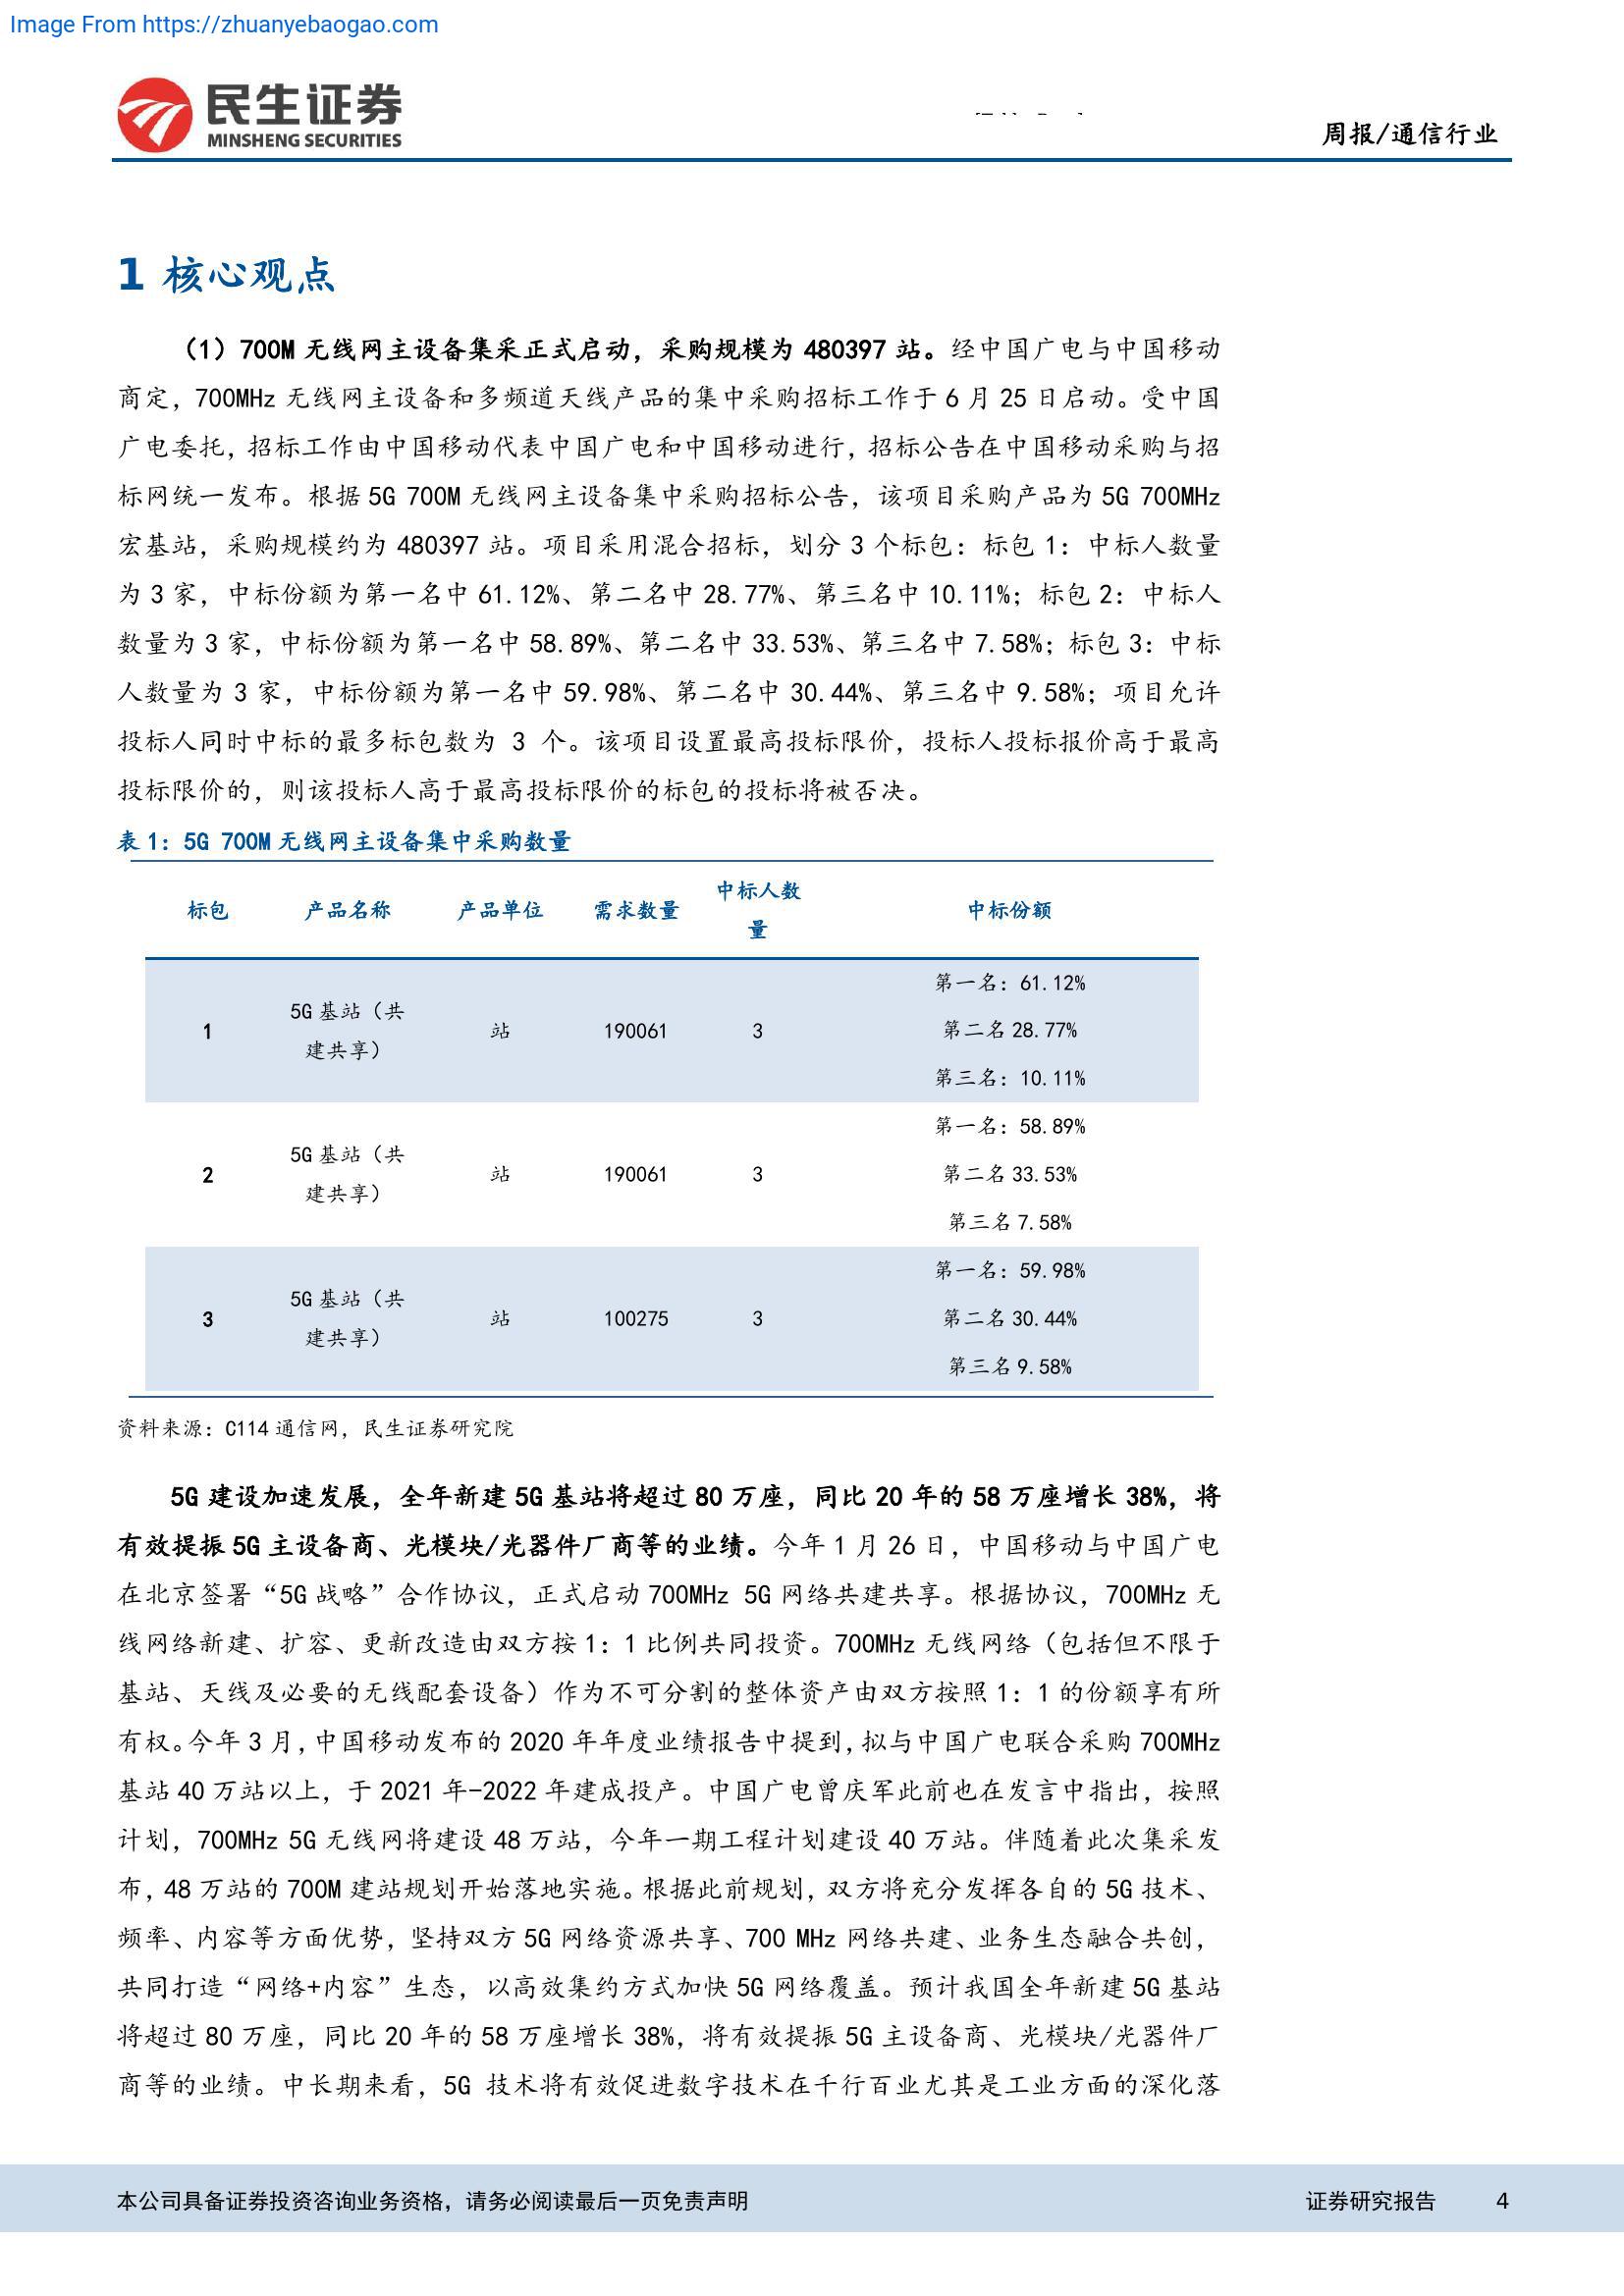 Image From https://zhuanyebaogao.com
民生证券
MINSHENG SECURITIES
周报/通信行业
1 核心观点
（1）700M 无线网主设备集采正式启动，采购规模为 480397 站。经中国广电与中国移动
商定，700MHz 无线网主设备和多频道天线产品的集中采购招标工作于 6 月 25 日启动。受中国
广电委托，招标工作由中国移动代表中国广电和中国移动进行，招标公告在中国移动采购与招
标网统一发布。根据 5G 700M 无线网主设备集中采购招标公告，该项目采购产品为 5G 700MHz
宏基站，采购规模约为 480397 站。项目采用混合招标，划分 3 个标包：标包 1：中标人数量
为 3 家，中标份额为第一名中 61.12%、第二名中 28.77%、第三名中 10.11%；标包 2：中标人
数量为 3 家，中标份额为第一名中 58.89%、第二名中 33.53%、第三名中 7.58%；标包 3：中标
人数量为 3 家，中标份额为第一名中 59.98%、第二名中 30.44%、第三名中 9.58%；项目允许
投标人同时中标的最多标包数为 3 个。该项目设置最高投标限价，投标人投标报价高于最高
投标限价的，则该投标人高于最高投标限价的标包的投标将被否决。
表 1：5G 700M 无线网主设备集中采购数量
标包 产品名称 产品单位 需求数量 中标人数 中标份额
量
第一名：61.12%
5G 基站（共
1 站 190061 3 第二名 28.77%
建共享）
第三名：10.11%
第一名：58.89%
5G 基站（共
2 站 190061 3 第二名 33.53%
建共享）
第三名 7.58%
第一名：59.98%
5G 基站（共
3 站 100275 3 第二名 30.44%
建共享）
第三名 9.58%
资料来源：C114 通信网，民生证券研究院
5G 建设加速发展，全年新建 5G 基站将超过 80 万座，同比 20 年的 58 万座增长 38%，将
有效提振 5G 主设备商、光模块/光器件厂商等的业绩。今年 1 月 26 日，中国移动与中国广电
在北京签署“5G 战略”合作协议，正式启动 700MHz 5G 网络共建共享。根据协议，700MHz 无
线网络新建、扩容、更新改造由双方按 1：1 比例共同投资。700MHz 无线网络（包括但不限于
基站、天线及必要的无线配套设备）作为不可分割的整体资产由双方按照 1：1 的份额享有所
有权。今年 3 月，中国移动发布的 2020 年年度业绩报告中提到，拟与中国广电联合采购 700MHz
基站 40 万站以上，于 2021 年-2022 年建成投产。中国广电曾庆军此前也在发言中指出，按照
计划，700MHz 5G 无线网将建设 48 万站，今年一期工程计划建设 40 万站。伴随着此次集采发
布，48 万站的 700M 建站规划开始落地实施。根据此前规划，双方将充分发挥各自的 5G 技术、
频率、内容等方面优势，坚持双方 5G 网络资源共享、700 MHz 网络共建、业务生态融合共创，
共同打造“网络+内容”生态，以高效集约方式加快 5G 网络覆盖。预计我国全年新建 5G 基站
将超过 80 万座，同比 20 年的 58 万座增长 38%，将有效提振 5G 主设备商、光模块/光器件厂
商等的业绩。中长期来看，5G 技术将有效促进数字技术在千行百业尤其是工业方面的深化落
本公司具备证券投资咨询业务资格，请务必阅读最后一页免责声明 证券研究报告 4